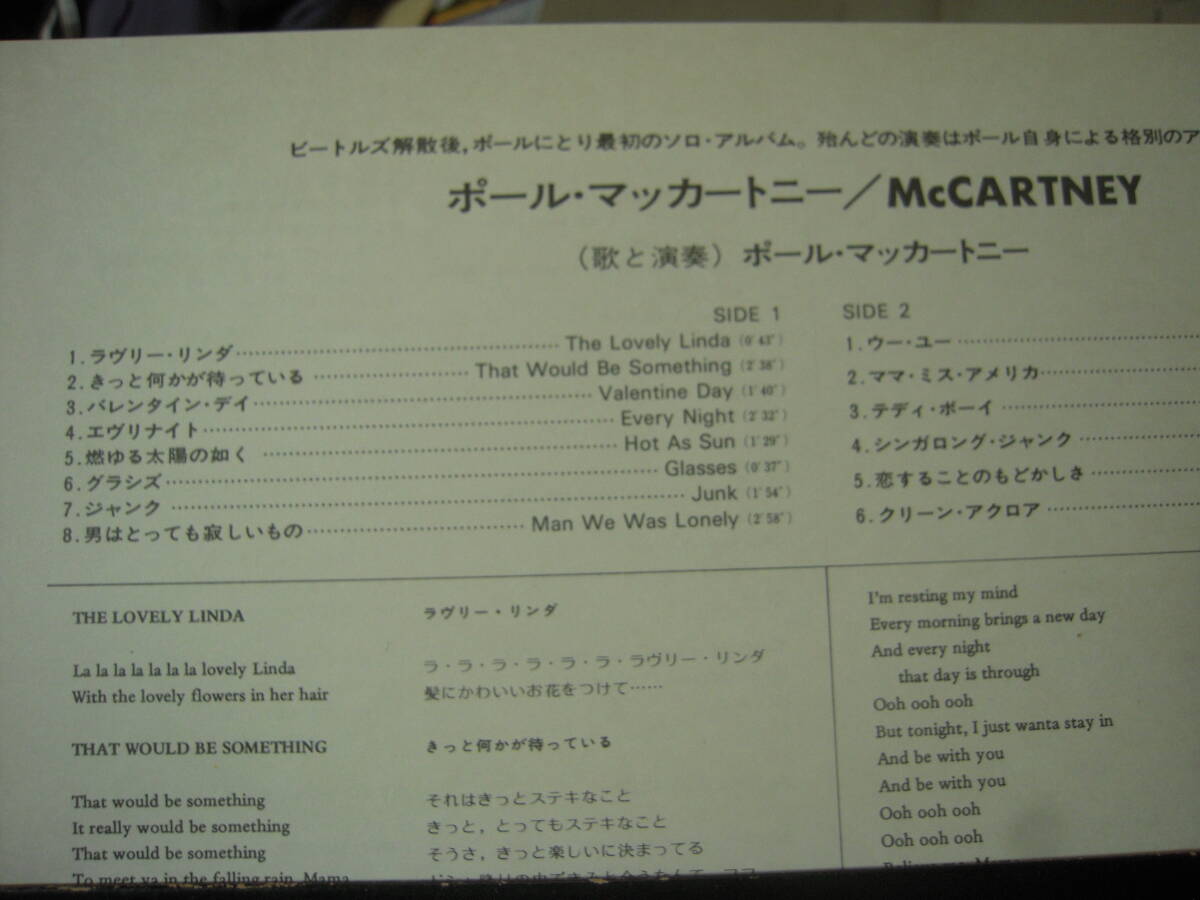 ビートルズ解散後,ポールにとり最初のソロ・アルバム。殆んどの演奏はポール自身による格別のア
ポール・マッカートニー／McCARTNEY
（歌と演奏）ポール・マッカートニー
SIDE 1
1.ラヴリー・リンダ……The Lovely Linda (0'43")
2.きっと何かが待っている……That Would Be Something (2'38")
3.バレンタイン・デイ……Valentine Day (1'40")
4.エヴリナイト……Every Night (2'32")
5.燃ゆる太陽の如く……Hot As Sun (1'29")
6.グラシズ……Glasses (0'37")
7.ジャンク……Junk (1'54")
8.男はとっても寂しいもの……Man We Was Lonely (2'58")
SIDE 2
1.ウー・ユー……
2.ママ・ミス・アメリカ……
3.テディ・ボーイ……
4.シンガロング・ジャンク……
5.恋することのもどかしさ……
6.クリーン・アクロア……
THE LOVELY LINDA
La la la la la la la lovely Linda
With the lovely flowers in her hair
THAT WOULD BE SOMETHING
That would be something
It really would be something
That would be something
To meet ya in the falling rain, Mama
ラヴリー・リンダ
ラ・ラ・ラ・ラ・ラ・ラ・ラヴリー・リンダ
髪にかわいいお花をつけて……
きっと何かが待っている
それはきっとステキなこと
きっと，とってもステキなこと
そうさ，きっと楽しいに決まってる
I'm resting my mind
Every morning brings a new day
And every night
that day is through
Ooh ooh ooh
But tonight, I just wanta stay in
And be with you
And be with you
Ooh ooh ooh
Ooh ooh ooh